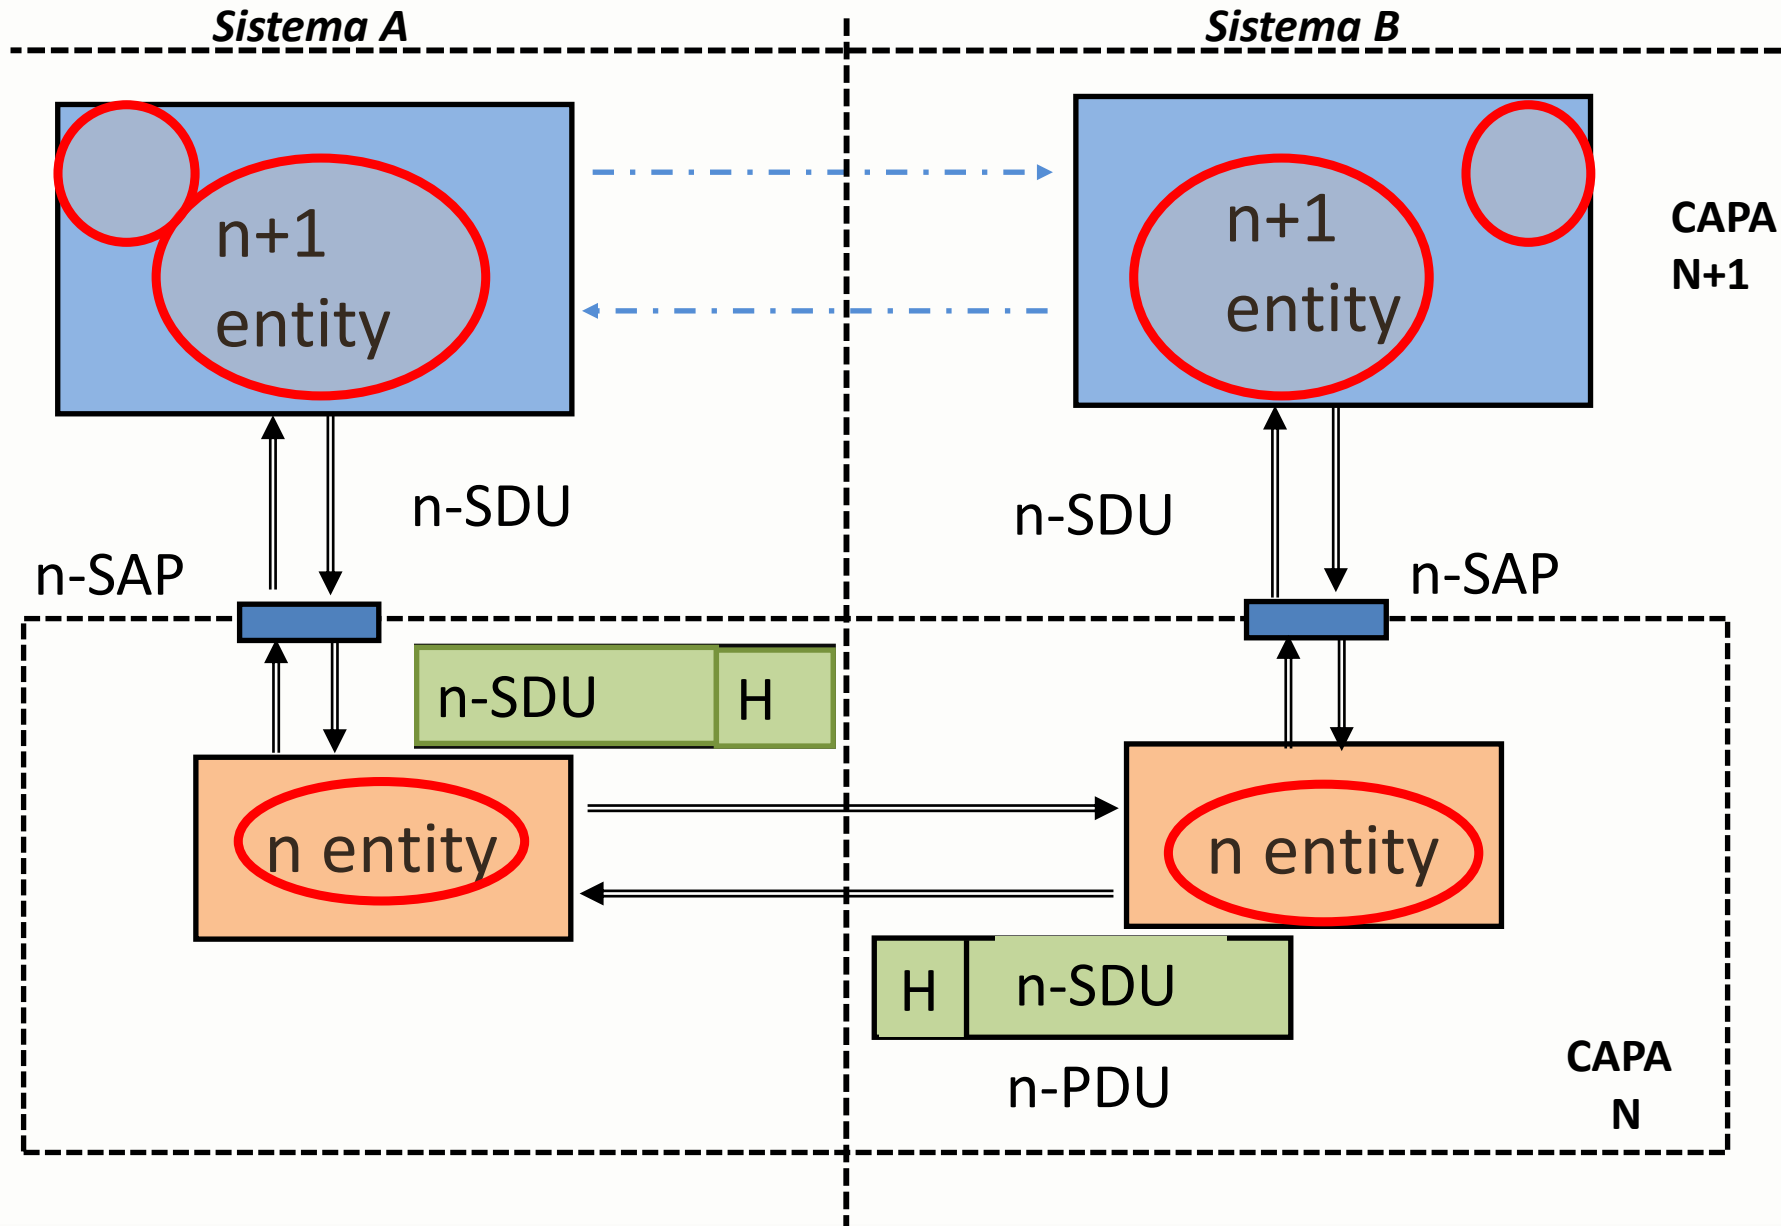 Sistema A
Sistema B
n+1
entity
n+1
entity
CAPA
N+1
n-SDU
n-SDU
n-SAP
n-SAP
n-SDU
H
n entity
n entity
H
n-SDU
n-PDU
CAPA
N